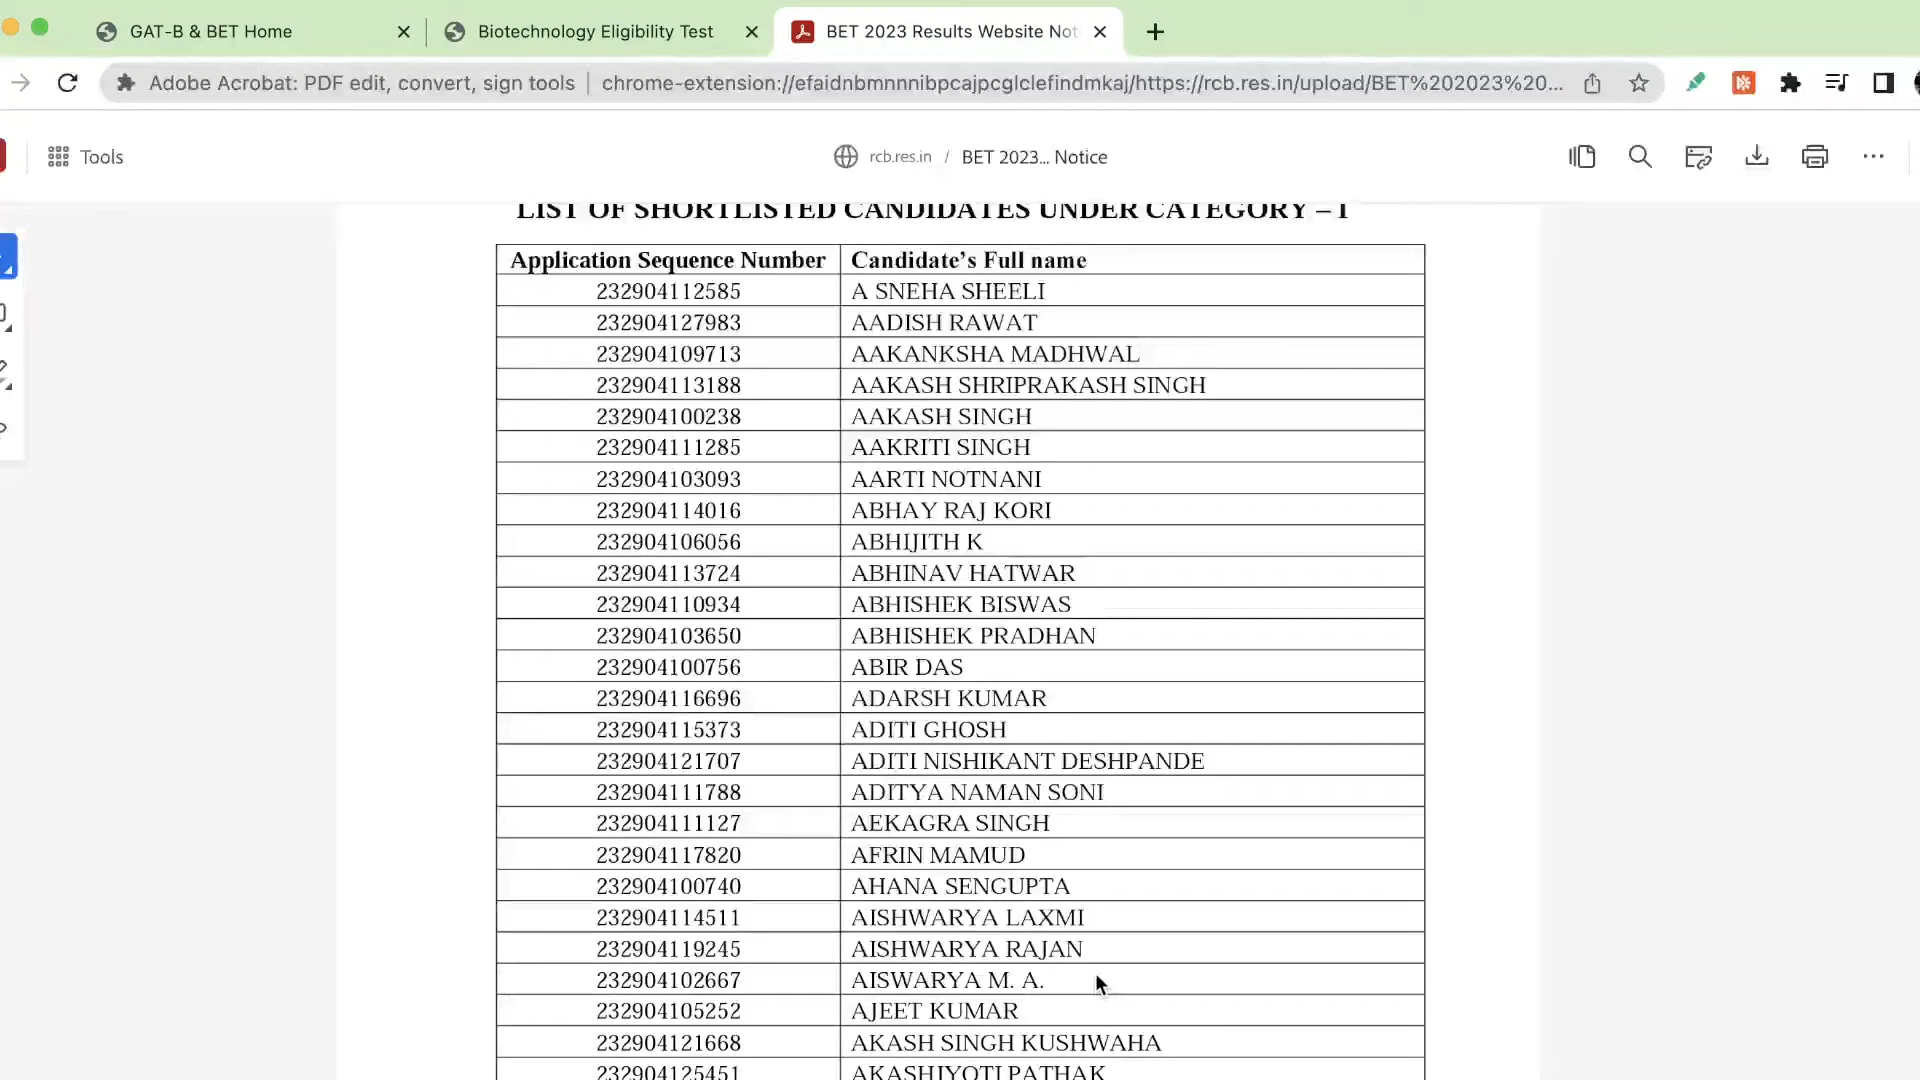 GAT-B & BET Home
Biotechnology Eligibility Test
BET 2023 Results Website Not
Adobe Acrobat: PDF edit, convert, sign tools | chrome-extension://efaidnbmnnnibpcajpcglclefindmkaj/https://rcb.res.in/upload/BET%202023%20...
Tools
rcb.res.in / BET 2023... Notice
LIST OF SHORTLISTED CANDIDATES UNDER CATEGORY – I
Application Sequence Number Candidate’s Full name
232904112585 A SNEHA SHEELI
232904127983 AADISH RAWAT
232904109713 AAKANKSHA MADHWAL
232904113188 AAKASH SHRIPRAKASH SINGH
232904100238 AAKASH SINGH
232904111285 AAKRITI SINGH
232904103093 AARTI NOTNANI
232904114016 ABHAY RAJ KORI
232904106056 ABHIJITH K
232904113724 ABHINAV HATWAR
232904110934 ABHISHEK BISWAS
232904103650 ABHISHEK PRADHAN
232904100756 ABIR DAS
232904116696 ADARSH KUMAR
232904115373 ADITI GHOSH
232904121707 ADITI NISHIKANT DESHPANDE
232904111788 ADITYA NAMAN SONI
232904111127 AEKAGRA SINGH
232904117820 AFRIN MAMUD
232904100740 AHANA SENGUPTA
232904114511 AISHWARYA LAXMI
232904119245 AISHWARYA RAJAN
232904102667 AISWARYA M. A.
232904105252 AJEET KUMAR
232904121668 AKASH SINGH KUSHWAHA
232904125451 AKASHJYOTI PATHAK